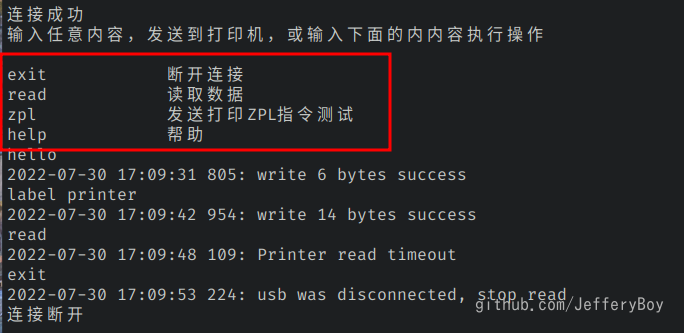 连接成功
输入任意内容，发送到打印机，或输入下面的内内容执行操作
exit 断开连接
read 读取数据
zpl 发送打印ZPL指令测试
help 帮助
hello
2022-07-30 17:09:31 805: write 6 bytes success
label printer
2022-07-30 17:09:42 954: write 14 bytes success
read
2022-07-30 17:09:48 109: Printer read timeout
exit
2022-07-30 17:09:53 224: usb was disconnected, stop read
连接断开
github.com/JefferyBoy